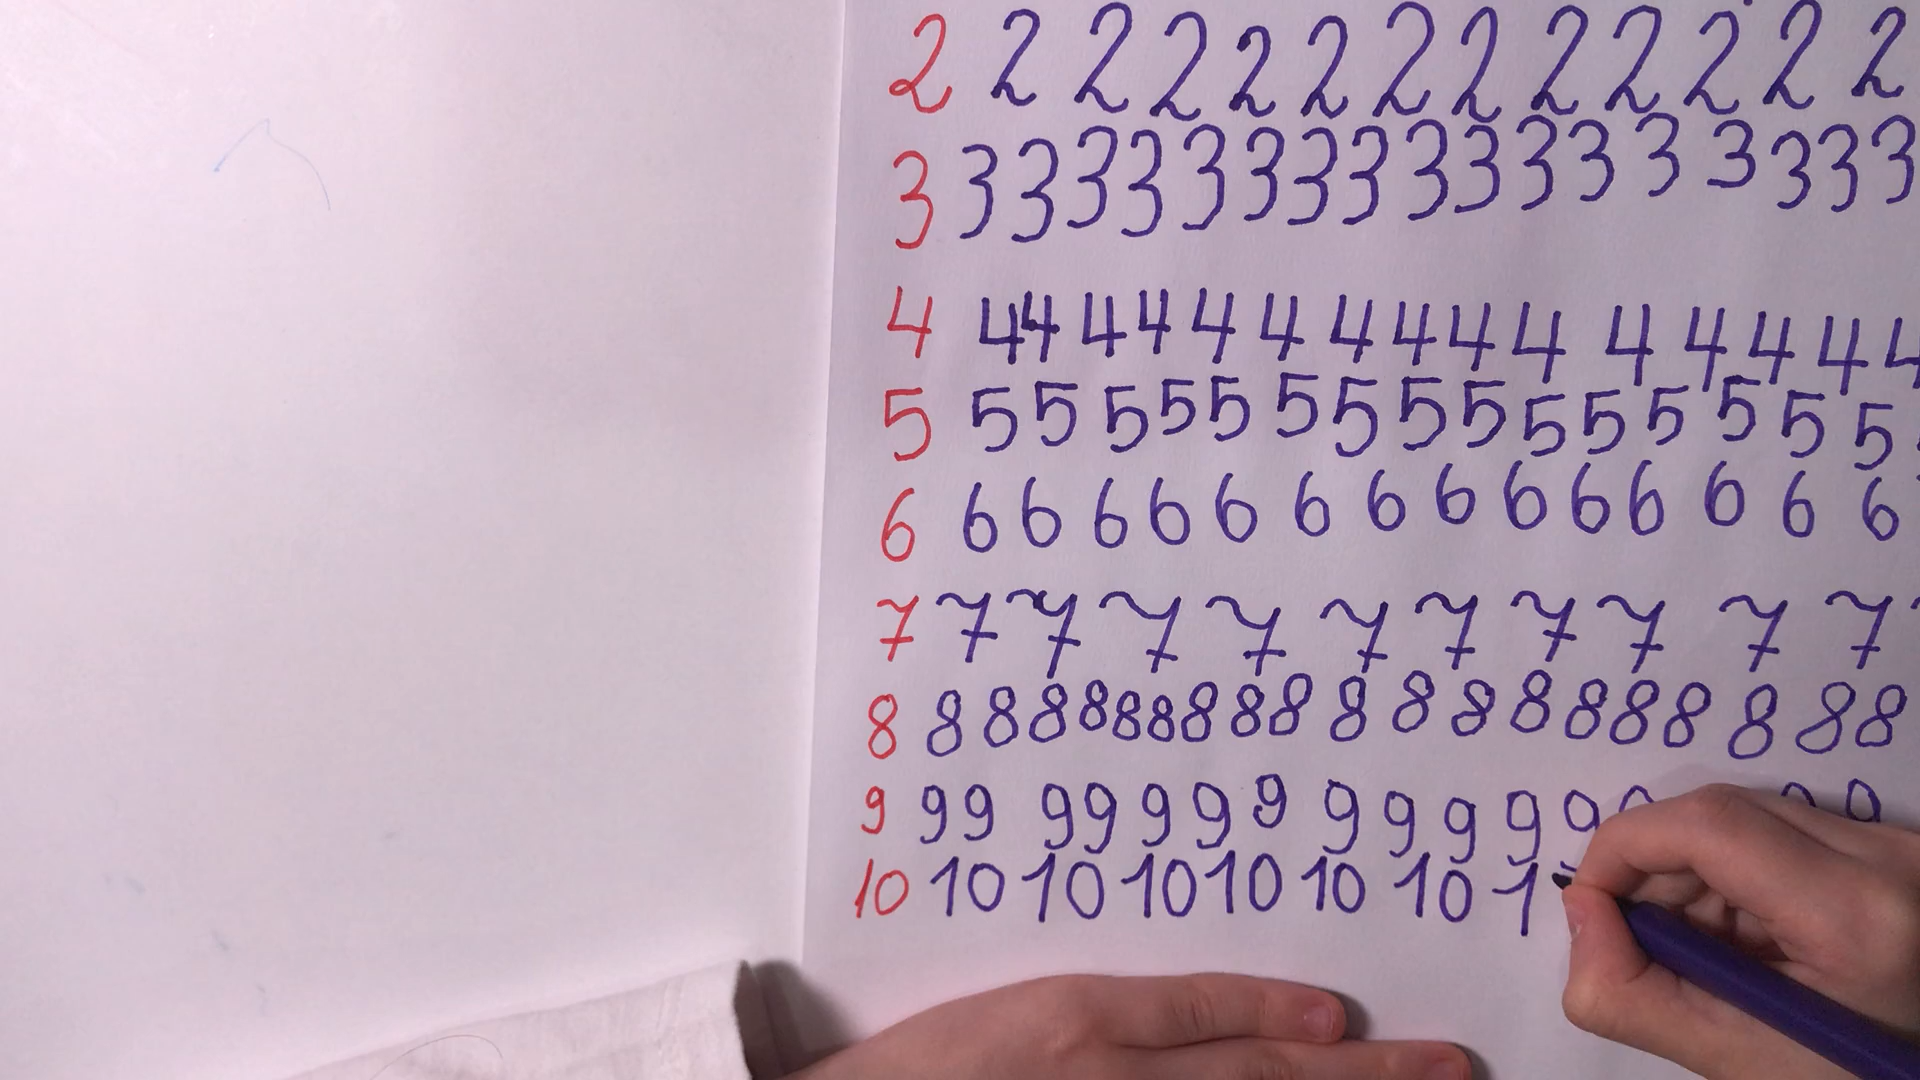 2 2 2 2 2 2 2 2 2 2 2 2 2
3 3 3 3 3 3 3 3 3 3 3 3 3 3 3 3 3 3
4 4 4 4 4 4 4 4 4 4 4 4 4 4 4 4
5 5 5 5 5 5 5 5 5 5 5 5 5 5 5 5
6 6 6 6 6 6 6 6 6 6 6 6 6 6 6
7 7 7 7 7 7 7 7 7 7 7
8 8 8 8 8 8 8 8 8 8 8 8 8 8 8 8 8 8 8 8
9 9 9 9 9 9 9 9 9 9 9 9 9
10 10 10 10 10 10 10 1